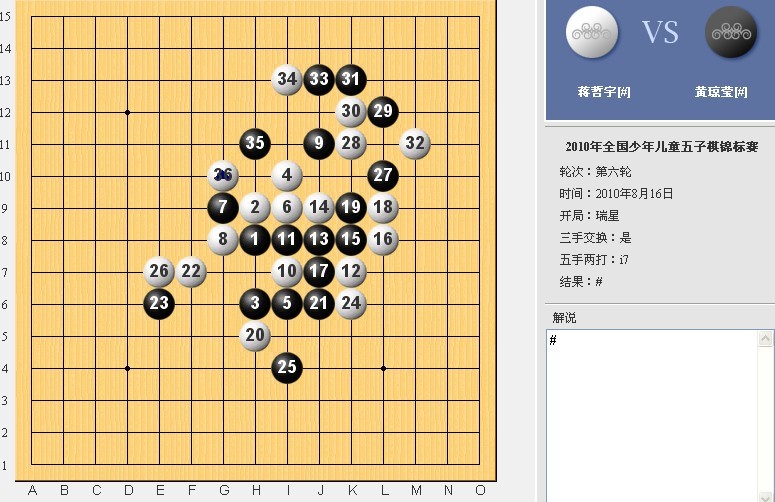 15
VS
14
蒋哲宇[#] 黄琼莹[#]
13 34 33 31
12 30 29
11 35 9 28 32
2010年全国少年儿童五子棋锦标赛
10 26 4 27
轮次：第六轮
9 7 2 6 14 19 18
时间：2010年8月16日
8 8 1 11 13 15 16
开局：瑞星
三手交换：是
7 26 22 10 17 12
五手两打：i7
6 23 3 5 21 24
结果：#
5 20
解说
#
4 25
3
2
1
A B C D E F G H I J K L M N O